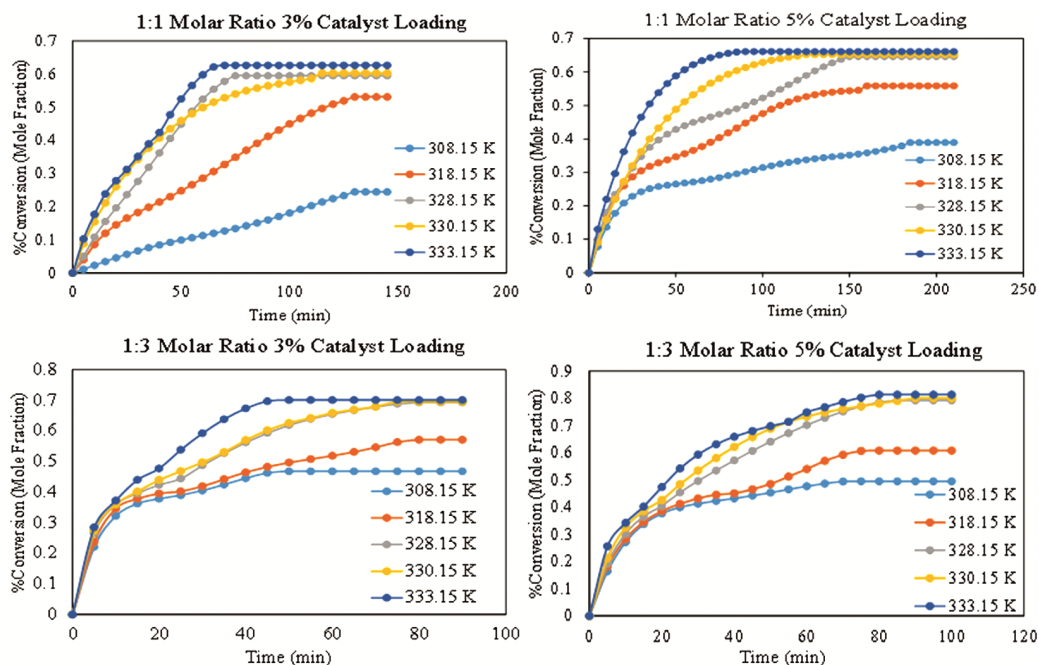 1:1 Molar Ratio 3% Catalyst Loading
%Conversion (Mole Fraction)
0.7
0.6
0.5
0.4
0.3
0.2
0.1
0
308.15 K
318.15 K
328.15 K
330.15 K
333.15 K
0 50 100 150 200
Time (min)
1:1 Molar Ratio 5% Catalyst Loading
%Conversion (Mole Fraction)
0.7
0.6
0.5
0.4
0.3
0.2
0.1
0
308.15 K
318.15 K
328.15 K
330.15 K
333.15 K
0 50 100 150 200 250
Time (min)
1:3 Molar Ratio 3% Catalyst Loading
%Conversion (Mole Fraction)
0.8
0.7
0.6
0.5
0.4
0.3
0.2
0.1
0
308.15 K
318.15 K
328.15 K
330.15 K
333.15 K
0 20 40 60 80 100
Time (min)
1:3 Molar Ratio 5% Catalyst Loading
%Conversion (Mole Fraction)
0.9
0.8
0.7
0.6
0.5
0.4
0.3
0.2
0.1
0
308.15 K
318.15 K
328.15 K
330.15 K
333.15 K
0 20 40 60 80 100 120
Time (min)